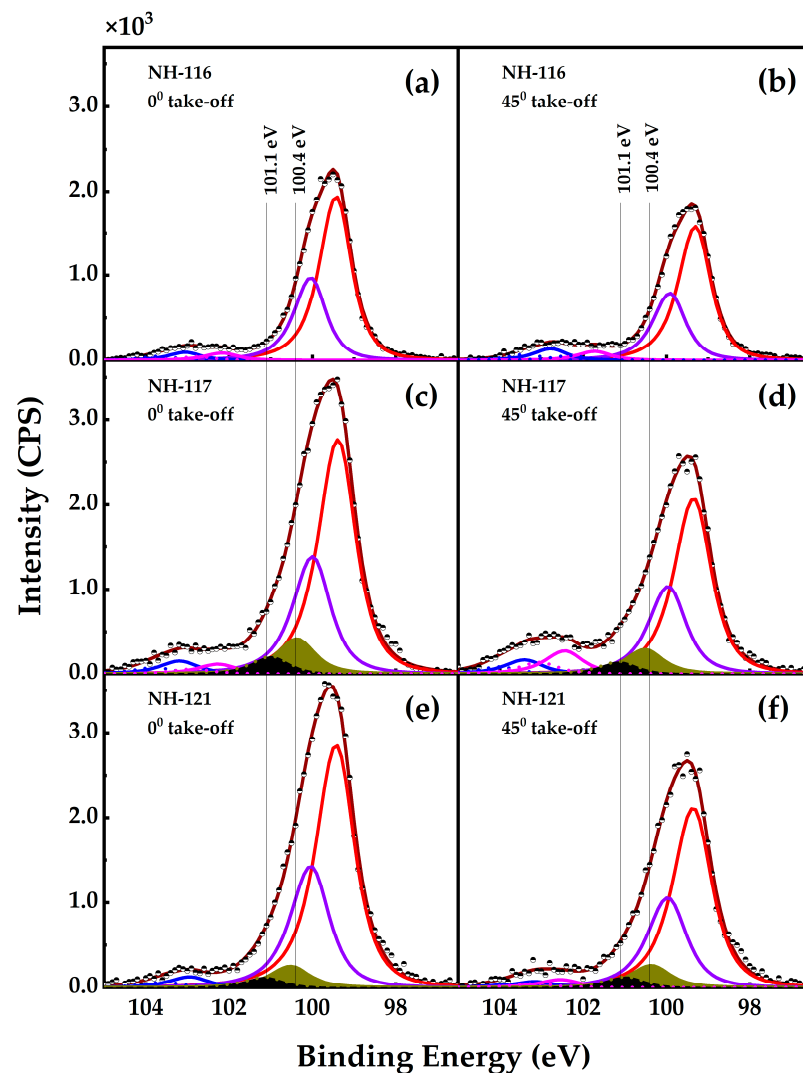 ×10³
NH-116
0⁰ take-off
(a)
101.1 eV
100.4 eV
NH-116
45⁰ take-off
(b)
101.1 eV
100.4 eV
3.0
2.0
1.0
0.0
NH-117
0⁰ take-off
(c)
NH-117
45⁰ take-off
(d)
3.0
2.0
1.0
0.0
NH-121
0⁰ take-off
(e)
NH-121
45⁰ take-off
(f)
3.0
2.0
1.0
0.0
104 102 100 98 104 102 100 98
Intensity (CPS)
Binding Energy (eV)